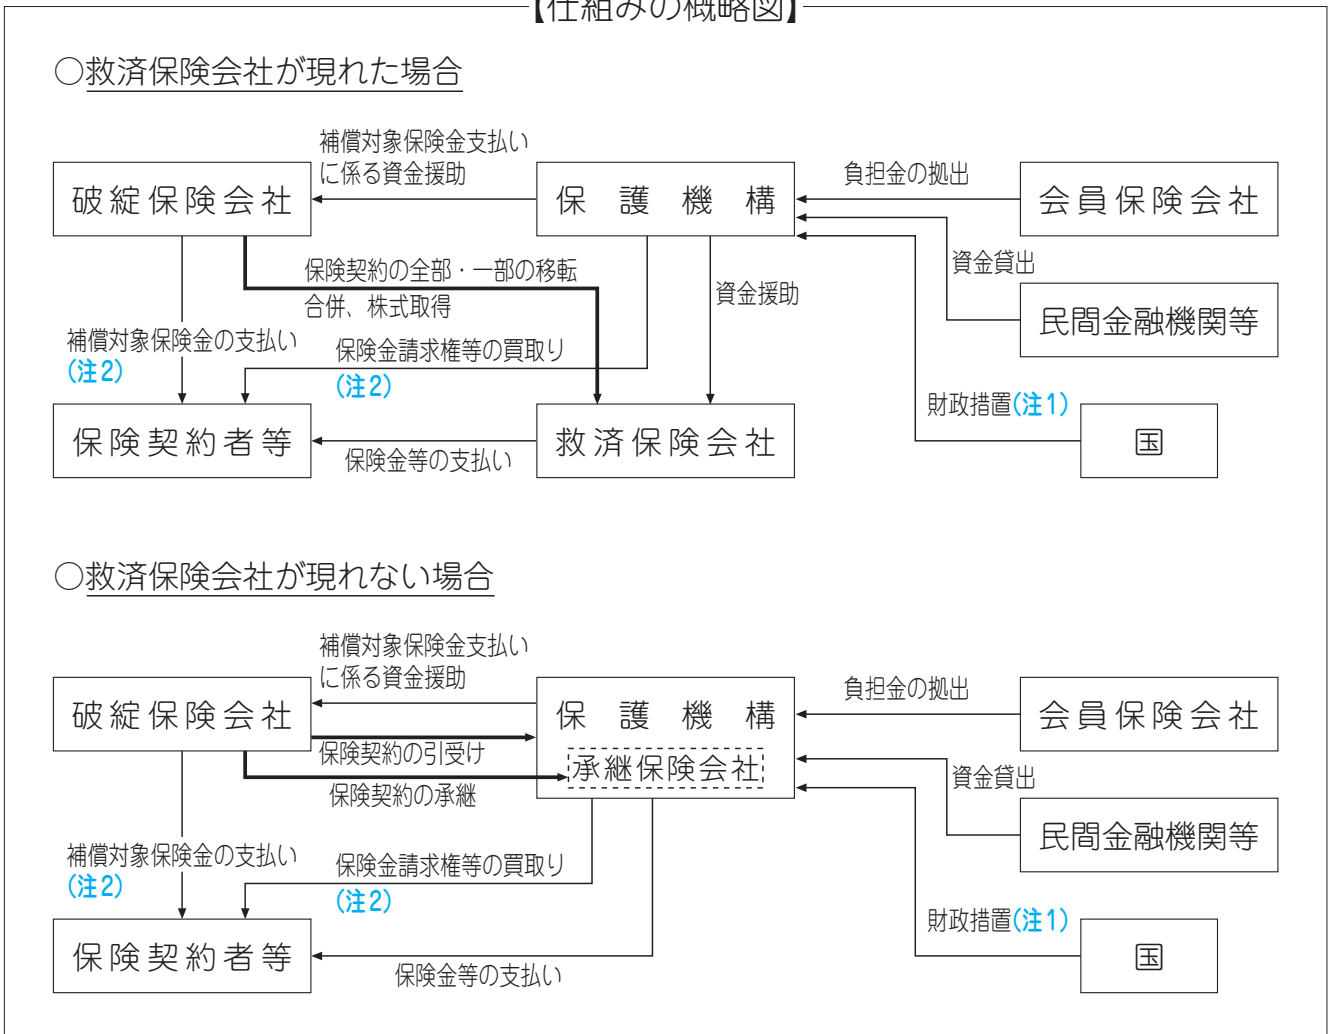 【仕組みの概略図】
○救済保険会社が現れた場合
補償対象保険金支払い
に係る資金援助
負担金の拠出
破綻保険会社
保護機構
会員保険会社
資金貸出
保険契約の全部・一部の移転
合併、株式取得
資金援助
民間金融機関等
補償対象保険金の支払い
(注2)
保険金請求権等の買取り
(注2)
財政措置(注1)
保険契約者等
保険金等の支払い
救済保険会社
国
○救済保険会社が現れない場合
補償対象保険金支払い
に係る資金援助
負担金の拠出
破綻保険会社
保護機構
会員保険会社
保険契約の引受け
承継保険会社
資金貸出
保険契約の承継
民間金融機関等
補償対象保険金の支払い
(注2)
保険金請求権等の買取り
(注2)
財政措置(注1)
保険契約者等
保険金等の支払い
国